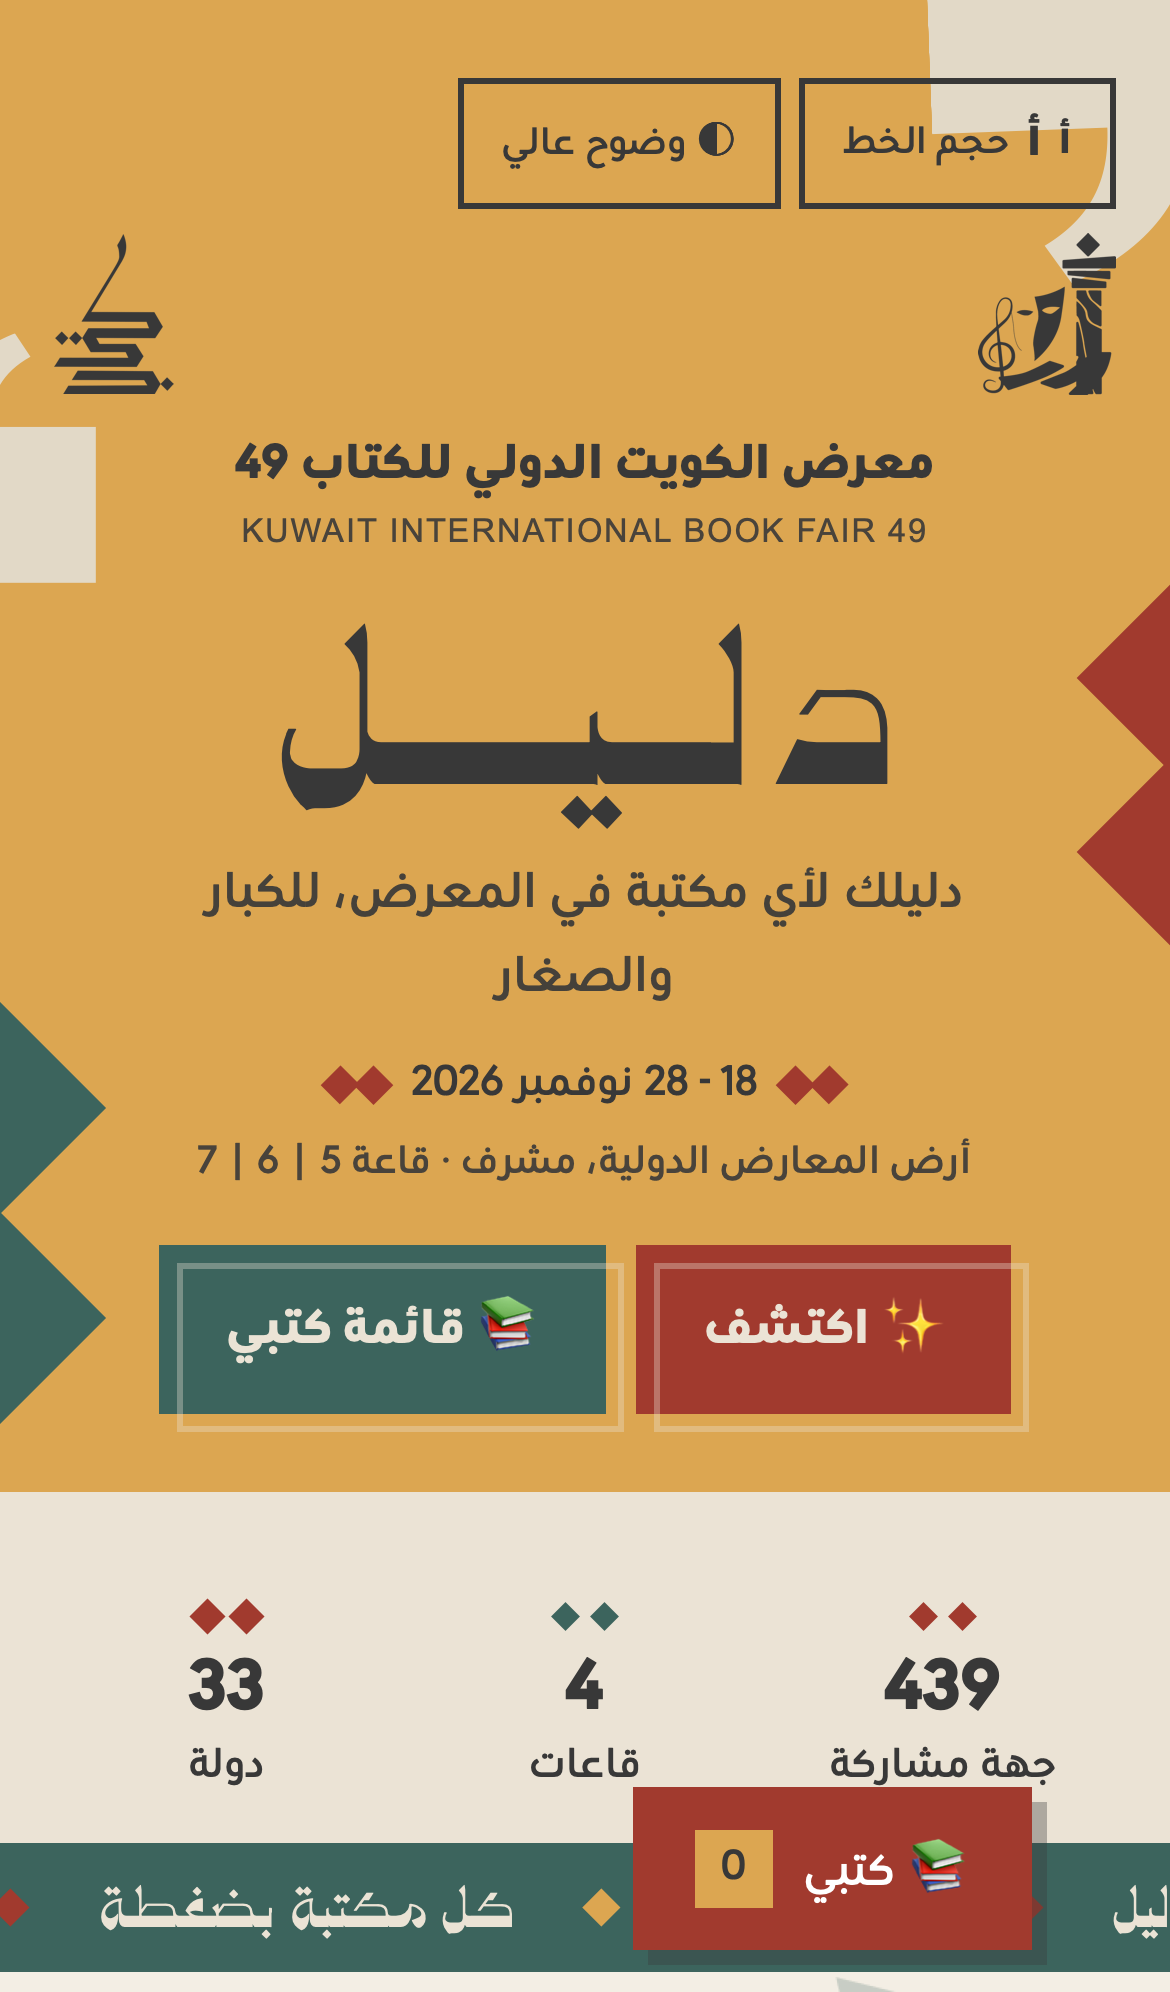 أ أ حجم الخط
وضوح عالي
معرض الكويت الدولي للكتاب 49
KUWAIT INTERNATIONAL BOOK FAIR 49
دليل
دليلك لأي مكتبة في المعرض، للكبار
والصغار
18 - 28 نوفمبر 2026
أرض المعارض الدولية، مشرف · قاعة 5 | 6 | 7
✨ اكتشف
📚 قائمة كتبي
439
جهة مشاركة
4
قاعات
33
دولة
📚 كتبي 0
كل مكتبة بضغطة